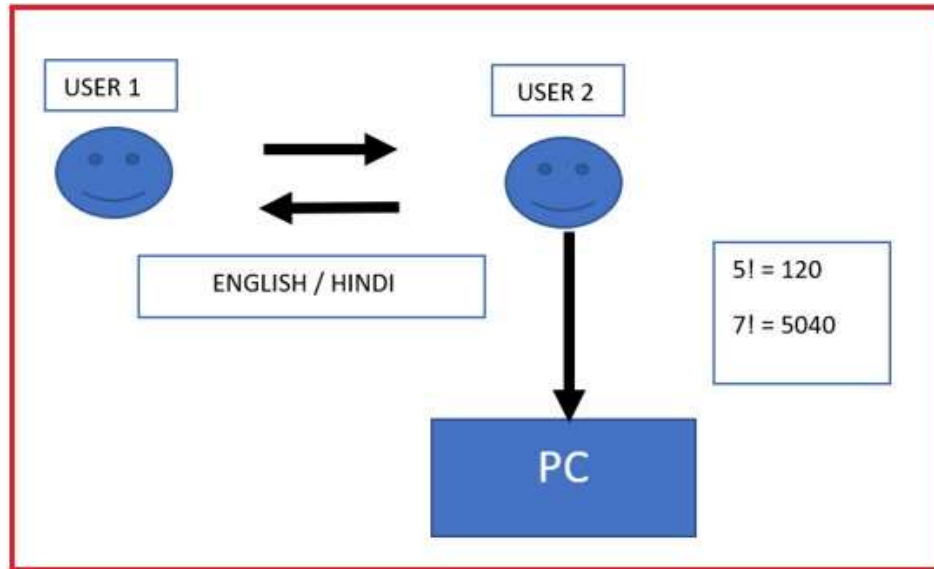 USER 1
USER 2
ENGLISH / HINDI
5! = 120
7! = 5040
PC